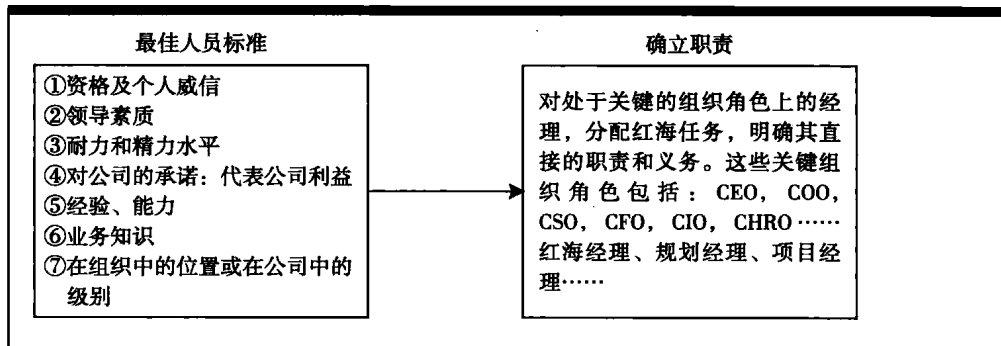 最佳人员标准
①资格及个人威信
②领导素质
③耐力和精力水平
④对公司的承诺：代表公司利益
⑤经验、能力
⑥业务知识
⑦在组织中的位置或在公司中的
级别
确立职责
对处于关键的组织角色上的经
理，分配红海任务，明确其直
接的职责和义务。这些关键组
织角色包括：CEO，COO，
CSO，CFO，CIO，CHRO……
红海经理、规划经理、项目经
理……